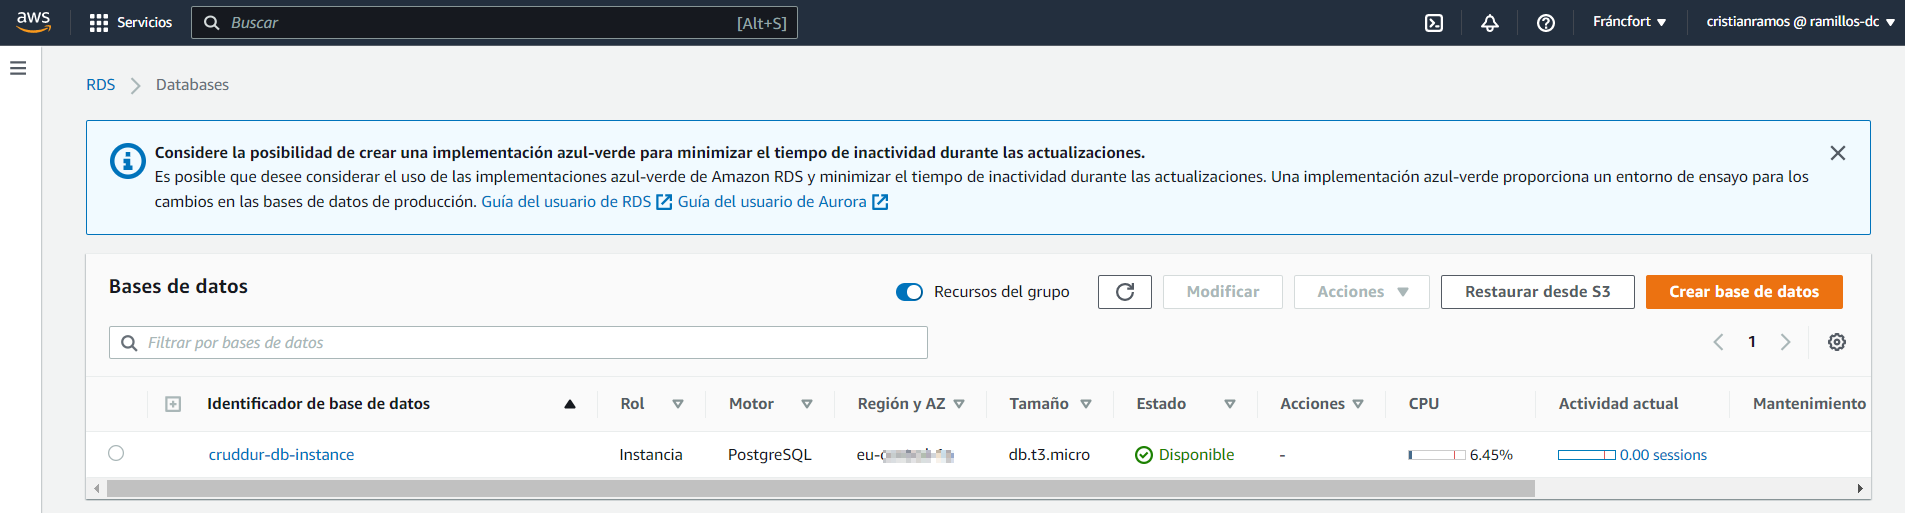 aws
Servicios
Buscar
[Alt+S]
Fráncfort
cristianramos @ ramillos-dc
RDS
Databases
Considere la posibilidad de crear una implementación azul-verde para minimizar el tiempo de inactividad durante las actualizaciones.
Es posible que desee considerar el uso de las implementaciones azul-verde de Amazon RDS y minimizar el tiempo de inactividad durante las actualizaciones. Una implementación azul-verde proporciona un entorno de ensayo para los
cambios en las bases de datos de producción. Guía del usuario de RDS Guía del usuario de Aurora
Bases de datos
Recursos del grupo
Modificar
Acciones
Restaurar desde S3
Crear base de datos
Filtrar por bases de datos
1
Identificador de base de datos
Rol
Motor
Región y AZ
Tamaño
Estado
Acciones
CPU
Actividad actual
Mantenimiento
cruddur-db-instance
Instancia
PostgreSQL
eu-
db.t3.micro
Disponible
-
6.45%
0.00 sessions